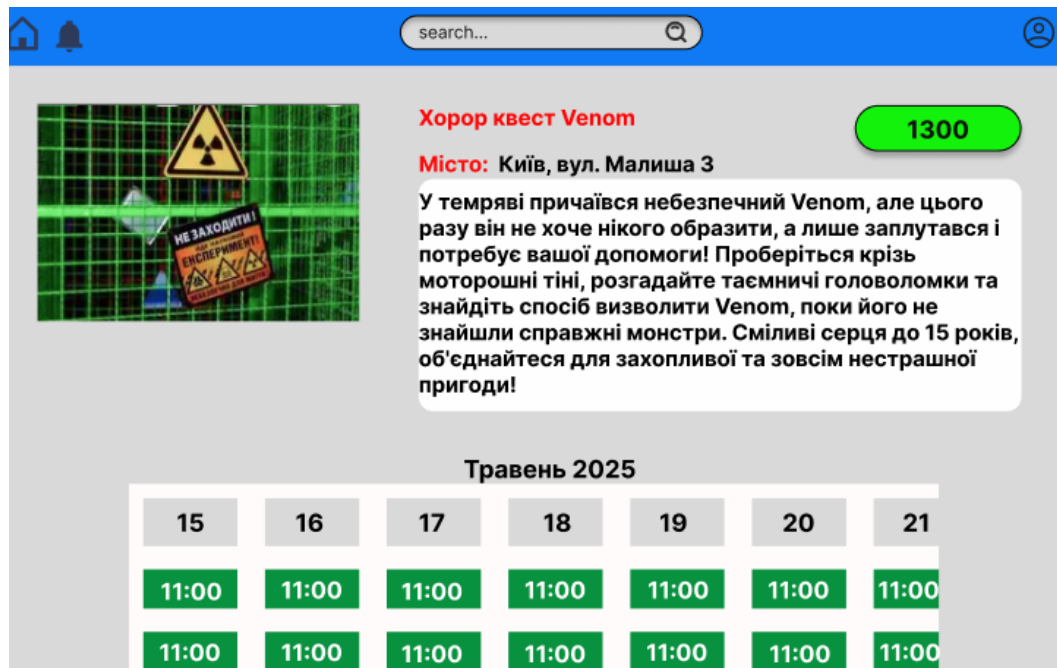 search...
Хорор квест Venom
1300
Місто: Київ, вул. Малиша 3
НЕ ЗАХОДИТИ!
ЕКСПЕРИМЕНТ!
У темряві причаївся небезпечний Venom, але цього
разу він не хоче нікого образити, а лише заплутався і
потребує вашої допомоги! Проберіться крізь
моторошні тіні, розгадайте таємничі головоломки та
знайдіть спосіб визволити Venom, поки його не
знайшли справжні монстри. Сміливі серця до 15 років,
об'єднайтеся для захопливої та зовсім нестрашної
пригоди!
Травень 2025
15 16 17 18 19 20 21
11:00 11:00 11:00 11:00 11:00 11:00 11:00
11:00 11:00 11:00 11:00 11:00 11:00 11:00